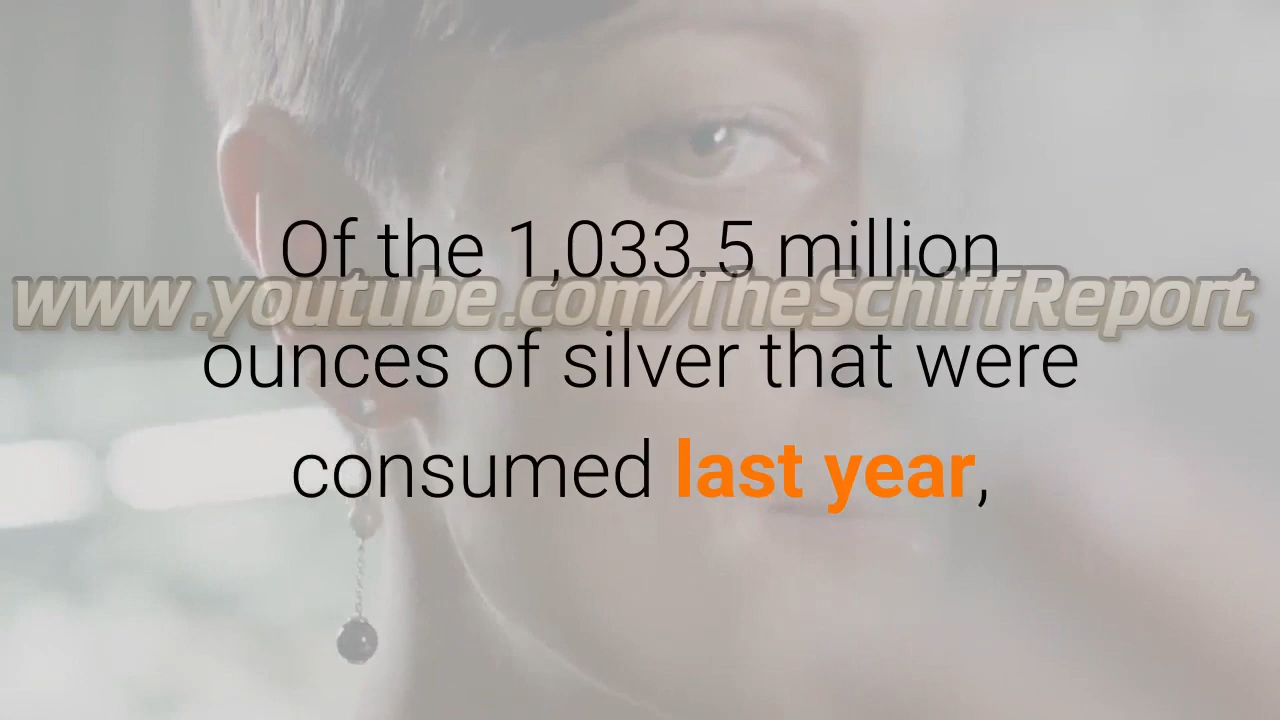 Of the 1,033.5 million
www.youtube.com/TheSchiffReport
ounces of silver that were
consumed last year,